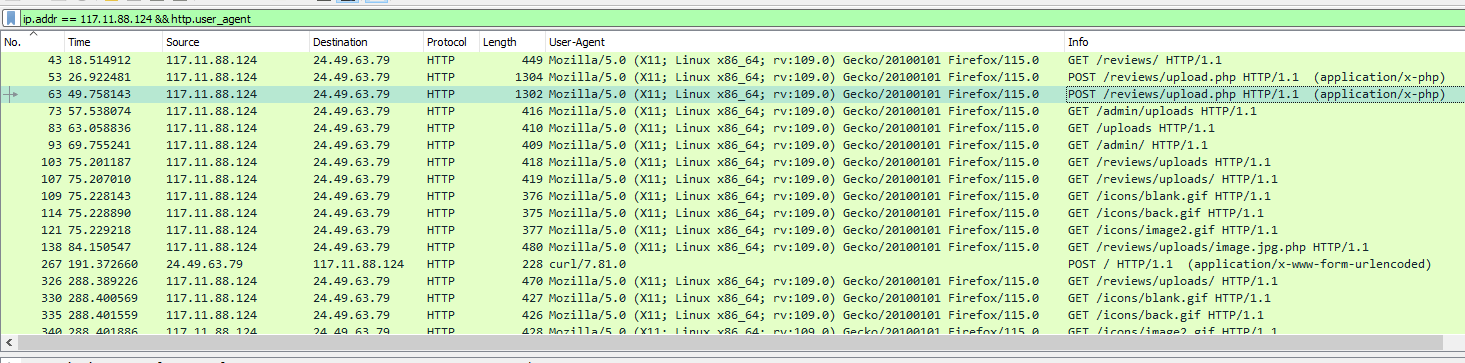 ip.addr == 117.11.88.124 && http.user_agent
No. Time Source Destination Protocol Length User-Agent Info
43 18.514912 117.11.88.124 24.49.63.79 HTTP 449 Mozilla/5.0 (X11; Linux x86_64; rv:109.0) Gecko/20100101 Firefox/115.0 GET /reviews/ HTTP/1.1
53 26.922481 117.11.88.124 24.49.63.79 HTTP 1304 Mozilla/5.0 (X11; Linux x86_64; rv:109.0) Gecko/20100101 Firefox/115.0 POST /reviews/upload.php HTTP/1.1 (application/x-php)
63 49.758143 117.11.88.124 24.49.63.79 HTTP 1302 Mozilla/5.0 (X11; Linux x86_64; rv:109.0) Gecko/20100101 Firefox/115.0 POST /reviews/upload.php HTTP/1.1 (application/x-php)
73 57.538074 117.11.88.124 24.49.63.79 HTTP 416 Mozilla/5.0 (X11; Linux x86_64; rv:109.0) Gecko/20100101 Firefox/115.0 GET /admin/uploads HTTP/1.1
83 63.058836 117.11.88.124 24.49.63.79 HTTP 410 Mozilla/5.0 (X11; Linux x86_64; rv:109.0) Gecko/20100101 Firefox/115.0 GET /uploads HTTP/1.1
93 69.755241 117.11.88.124 24.49.63.79 HTTP 409 Mozilla/5.0 (X11; Linux x86_64; rv:109.0) Gecko/20100101 Firefox/115.0 GET /admin/ HTTP/1.1
103 75.201187 117.11.88.124 24.49.63.79 HTTP 418 Mozilla/5.0 (X11; Linux x86_64; rv:109.0) Gecko/20100101 Firefox/115.0 GET /reviews/uploads HTTP/1.1
107 75.207010 117.11.88.124 24.49.63.79 HTTP 419 Mozilla/5.0 (X11; Linux x86_64; rv:109.0) Gecko/20100101 Firefox/115.0 GET /reviews/uploads/ HTTP/1.1
109 75.228143 117.11.88.124 24.49.63.79 HTTP 376 Mozilla/5.0 (X11; Linux x86_64; rv:109.0) Gecko/20100101 Firefox/115.0 GET /icons/blank.gif HTTP/1.1
114 75.228890 117.11.88.124 24.49.63.79 HTTP 375 Mozilla/5.0 (X11; Linux x86_64; rv:109.0) Gecko/20100101 Firefox/115.0 GET /icons/back.gif HTTP/1.1
121 75.229218 117.11.88.124 24.49.63.79 HTTP 377 Mozilla/5.0 (X11; Linux x86_64; rv:109.0) Gecko/20100101 Firefox/115.0 GET /icons/image2.gif HTTP/1.1
138 84.150547 117.11.88.124 24.49.63.79 HTTP 480 Mozilla/5.0 (X11; Linux x86_64; rv:109.0) Gecko/20100101 Firefox/115.0 GET /reviews/uploads/image.jpg.php HTTP/1.1
267 191.372660 24.49.63.79 117.11.88.124 HTTP 228 curl/7.81.0 POST / HTTP/1.1 (application/x-www-form-urlencoded)
326 288.389226 117.11.88.124 24.49.63.79 HTTP 470 Mozilla/5.0 (X11; Linux x86_64; rv:109.0) Gecko/20100101 Firefox/115.0 GET /reviews/uploads/ HTTP/1.1
330 288.400569 117.11.88.124 24.49.63.79 HTTP 427 Mozilla/5.0 (X11; Linux x86_64; rv:109.0) Gecko/20100101 Firefox/115.0 GET /icons/blank.gif HTTP/1.1
335 288.401559 117.11.88.124 24.49.63.79 HTTP 426 Mozilla/5.0 (X11; Linux x86_64; rv:109.0) Gecko/20100101 Firefox/115.0 GET /icons/back.gif HTTP/1.1
340 288.401886 117.11.88.124 24.49.63.79 HTTP 428 Mozilla/5.0 (X11; Linux x86_64; rv:109.0) Gecko/20100101 Firefox/115.0 GET /icons/image2.gif HTTP/1.1